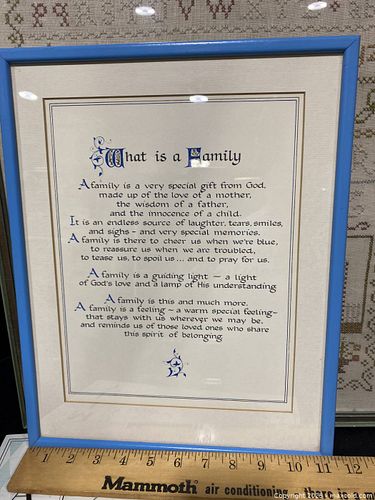 What is a Family
A family is a very special gift from God,
made up of the love of a mother,
the wisdom of a father,
and the innocence of a child.
It is an endless source of laughter, tears, smiles,
and sighs - and very special memories.
A family is there to cheer us when we're blue,
to reassure us when we are troubled,
to tease us, to spoil us ... and to pray for us.
A family is a guiding light ~ a light
of God's love and a lamp of His understanding
A family is this and much more.
A family is a feeling ~ a warm special feeling~
that stays with us wherever we may be,
and reminds us of those loved ones who share
this spirit of belonging.
1 2 3 4 5 6 7 8 9 10 11 12
Mammoth air conditioning